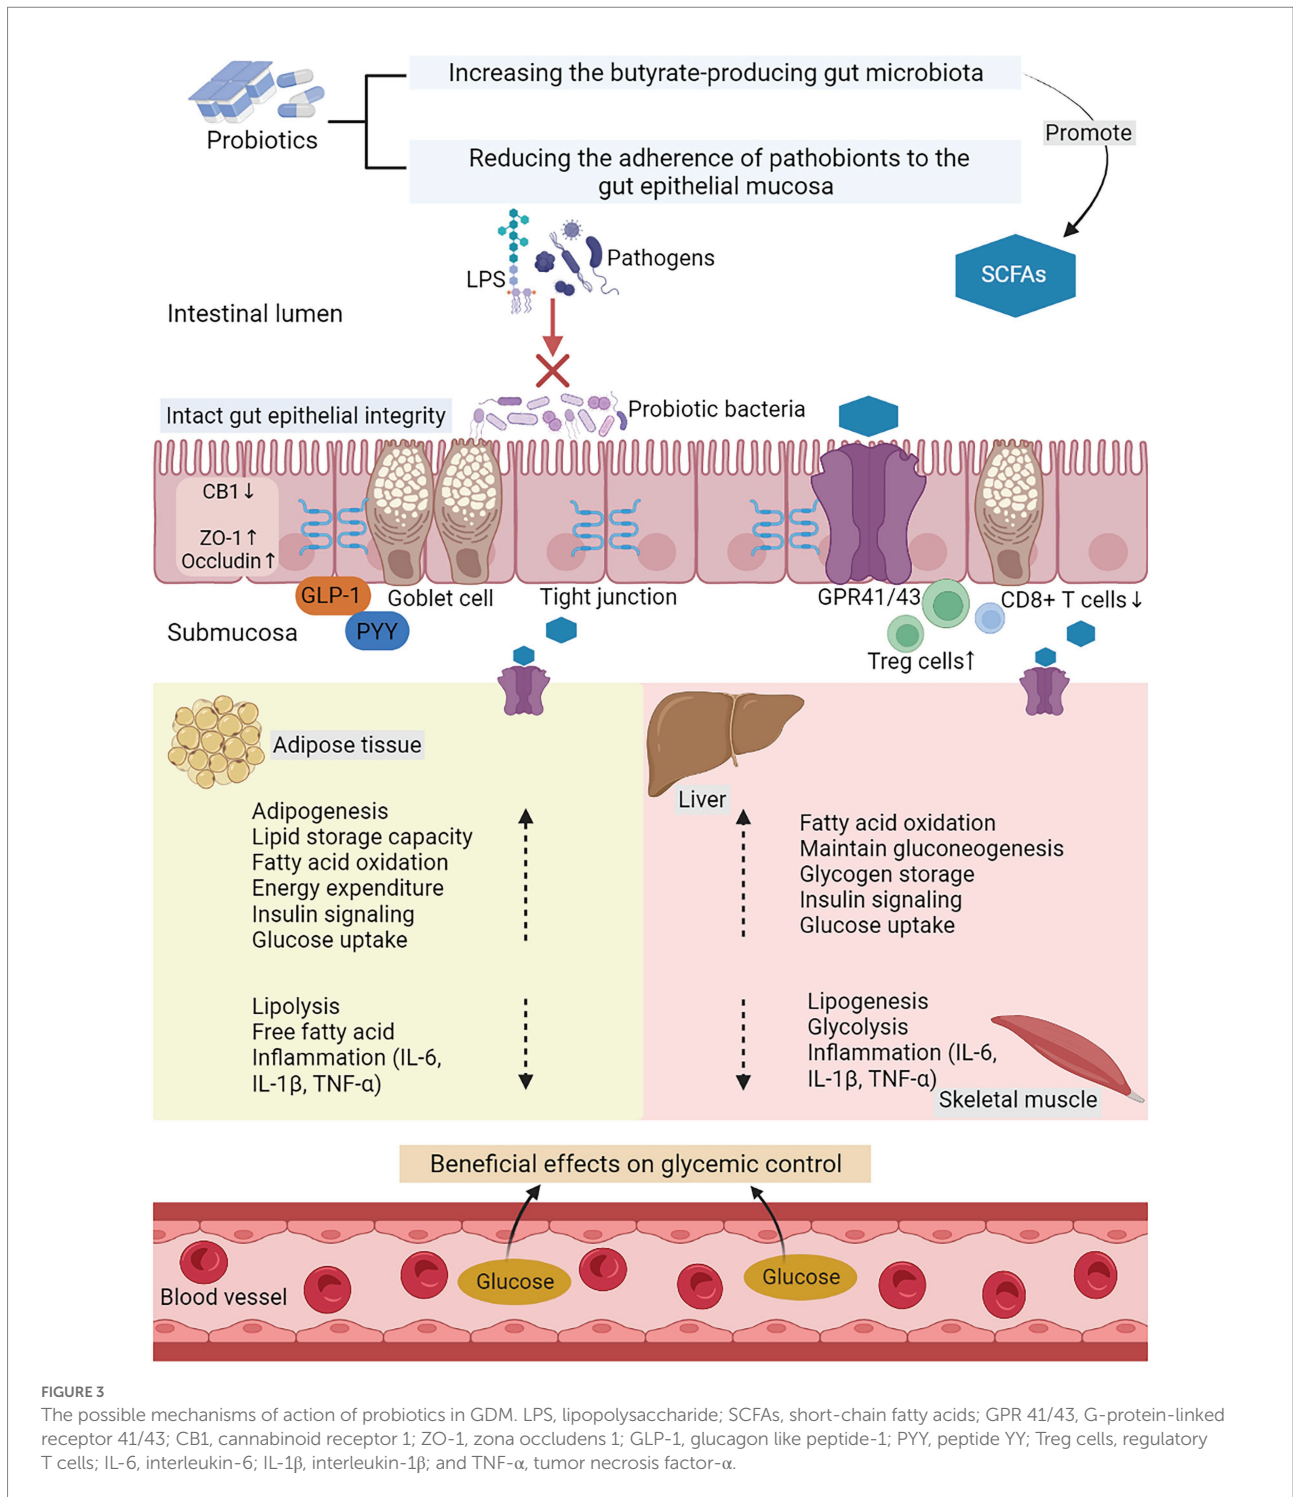 Probiotics
Increasing the butyrate-producing gut microbiota
Reducing the adherence of pathobionts to the
gut epithelial mucosa
Promote
SCFAs
LPS
Pathogens
Intestinal lumen
Intact gut epithelial integrity
Probiotic bacteria
CB1↓
ZO-1↑
Occludin↑
GLP-1
PYY
Goblet cell
Tight junction
GPR41/43
CD8+ T cells↓
Submucosa
Treg cells↑
Adipose tissue
Adipogenesis
Lipid storage capacity
Fatty acid oxidation
Energy expenditure
Insulin signaling
Glucose uptake
Lipolysis
Free fatty acid
Inflammation (IL-6,
IL-1β, TNF-α)
Liver
Fatty acid oxidation
Maintain gluconeogenesis
Glycogen storage
Insulin signaling
Glucose uptake
Lipogenesis
Glycolysis
Inflammation (IL-6,
IL-1β, TNF-α)
Skeletal muscle
Beneficial effects on glycemic control
Glucose
Glucose
Blood vessel
FIGURE 3
The possible mechanisms of action of probiotics in GDM. LPS, lipopolysaccharide; SCFAs, short-chain fatty acids; GPR 41/43, G-protein-linked
receptor 41/43; CB1, cannabinoid receptor 1; ZO-1, zona occludens 1; GLP-1, glucagon like peptide-1; PYY, peptide YY; Treg cells, regulatory
T cells; IL-6, interleukin-6; IL-1β, interleukin-1β; and TNF-α, tumor necrosis factor-α.